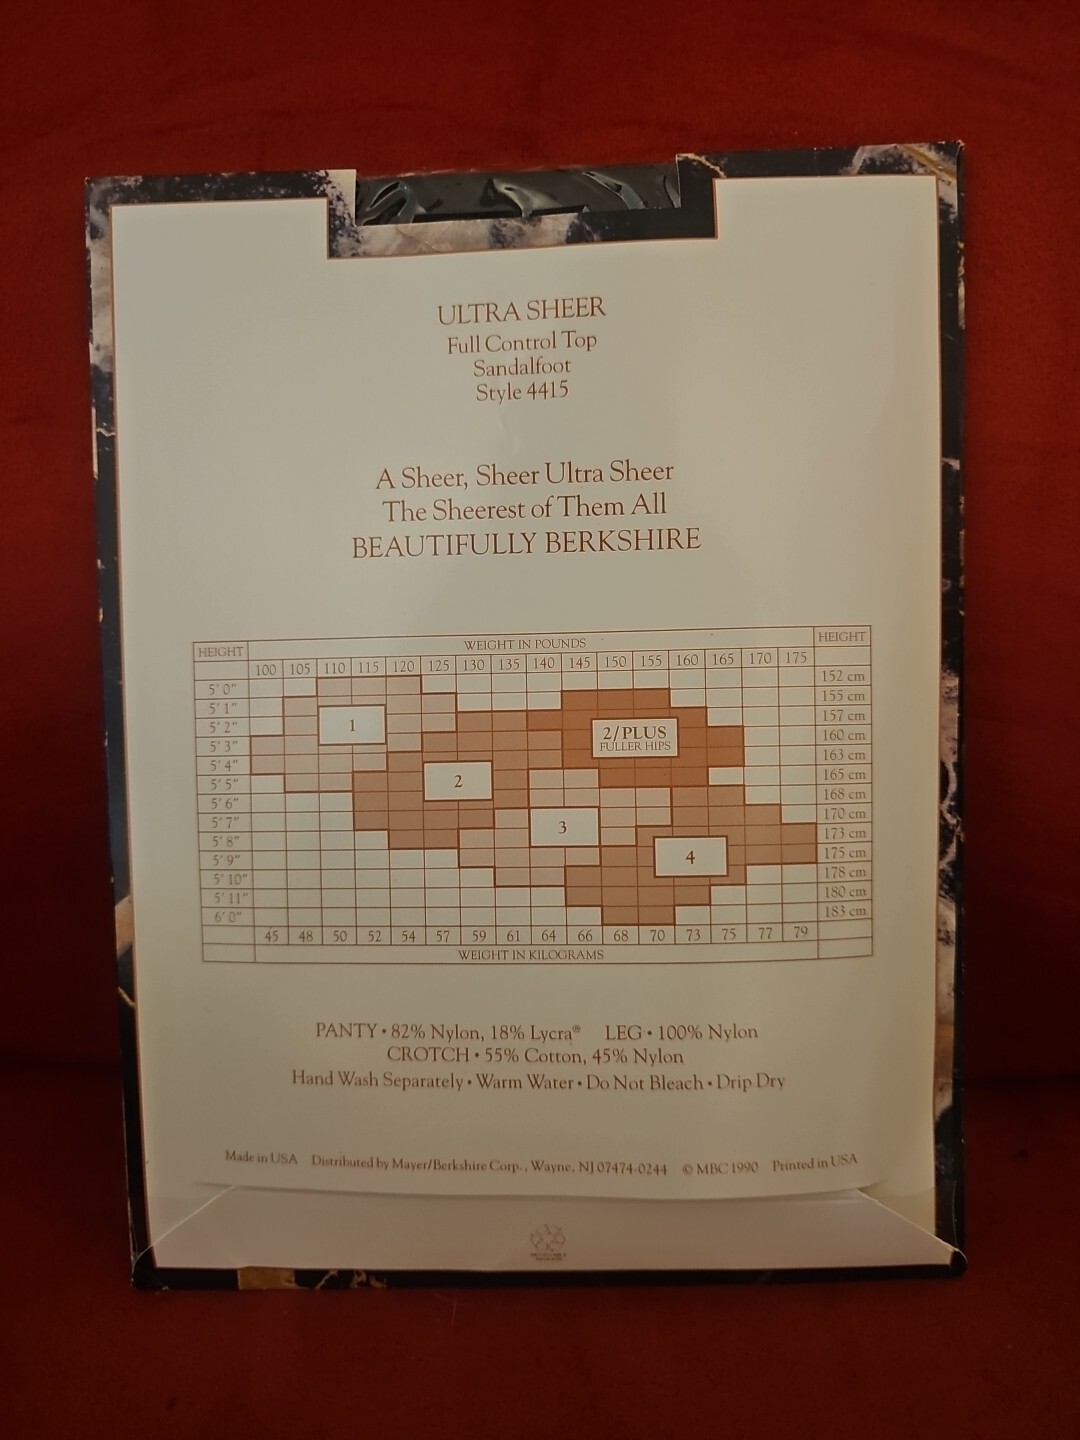 ULTRA SHEER
Full Control Top
Sandalfoot
Style 4415
A Sheer, Sheer Ultra Sheer
The Sheerest of Them All
BEAUTIFULLY BERKSHIRE
HEIGHT WEIGHT IN POUNDS HEIGHT
100 105 110 115 120 125 130 135 140 145 150 155 160 165 170 175
5' 0" 152 cm
5' 1" 155 cm
5' 2" 1 2/PLUS 157 cm
5' 3" FULLER HIPS 160 cm
5' 4" 163 cm
5' 5" 2 165 cm
5' 6" 168 cm
5' 7" 3 170 cm
5' 8" 173 cm
5' 9" 4 175 cm
5' 10" 178 cm
5' 11" 180 cm
6' 0" 183 cm
45 48 50 52 54 57 59 61 64 66 68 70 73 75 77 79
WEIGHT IN KILOGRAMS
PANTY • 82% Nylon, 18% Lycra® LEG • 100% Nylon
CROTCH • 55% Cotton, 45% Nylon
Hand Wash Separately • Warm Water • Do Not Bleach • Drip Dry
Made in USA Distributed by Mayer/Berkshire Corp., Wayne, NJ 07474-0244 © MBC 1990 Printed in USA